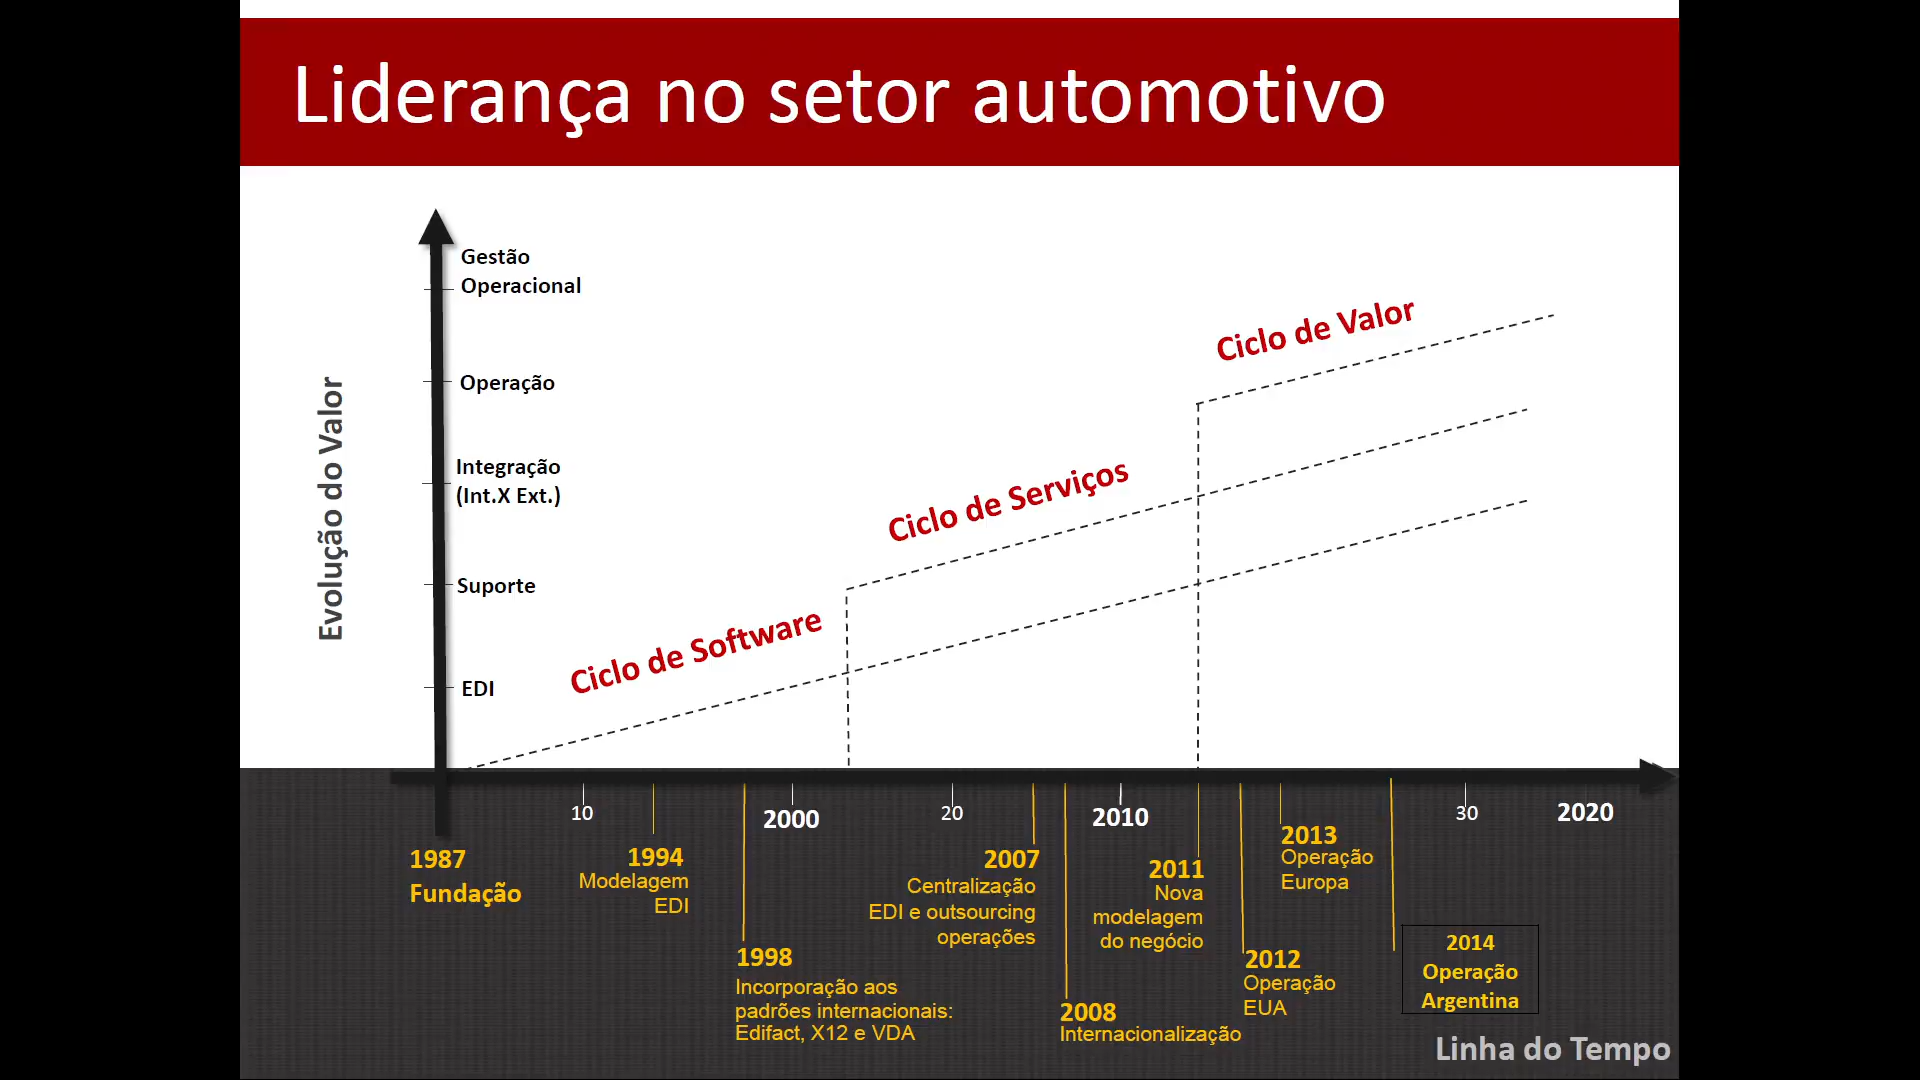 Liderança no setor automotivo
Evolução do Valor
Gestão
Operacional
Operação
Integração
(Int.X Ext.)
Suporte
EDI
Ciclo de Software
Ciclo de Serviços
Ciclo de Valor
10
2000
20
2010
30
2020
1987
Fundação
1994
Modelagem
EDI
1998
Incorporação aos
padrões internacionais:
Edifact, X12 e VDA
2007
Centralização
EDI e outsourcing
operações
2008
Internacionalização
2011
Nova
modelagem
do negócio
2012
Operação
EUA
2013
Operação
Europa
2014
Operação
Argentina
Linha do Tempo